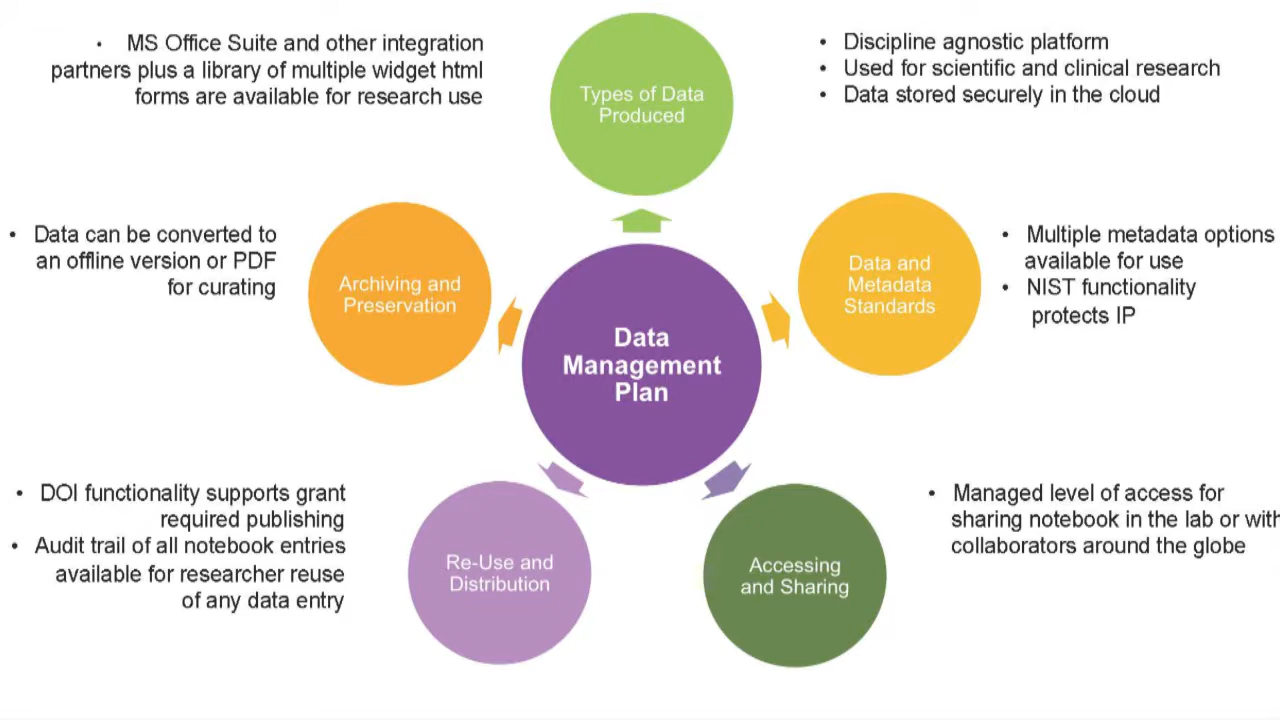 • MS Office Suite and other integration
partners plus a library of multiple widget html
forms are available for research use
Types of Data
Produced
• Discipline agnostic platform
• Used for scientific and clinical research
• Data stored securely in the cloud
• Data can be converted to
an offline version or PDF
for curating
Archiving and
Preservation
Data
Management
Plan
Data and
Metadata
Standards
• Multiple metadata options
available for use
• NIST functionality
protects IP
• DOI functionality supports grant
required publishing
• Audit trail of all notebook entries
available for researcher reuse
of any data entry
Re-Use and
Distribution
Accessing
and Sharing
• Managed level of access for
sharing notebook in the lab or with
collaborators around the globe